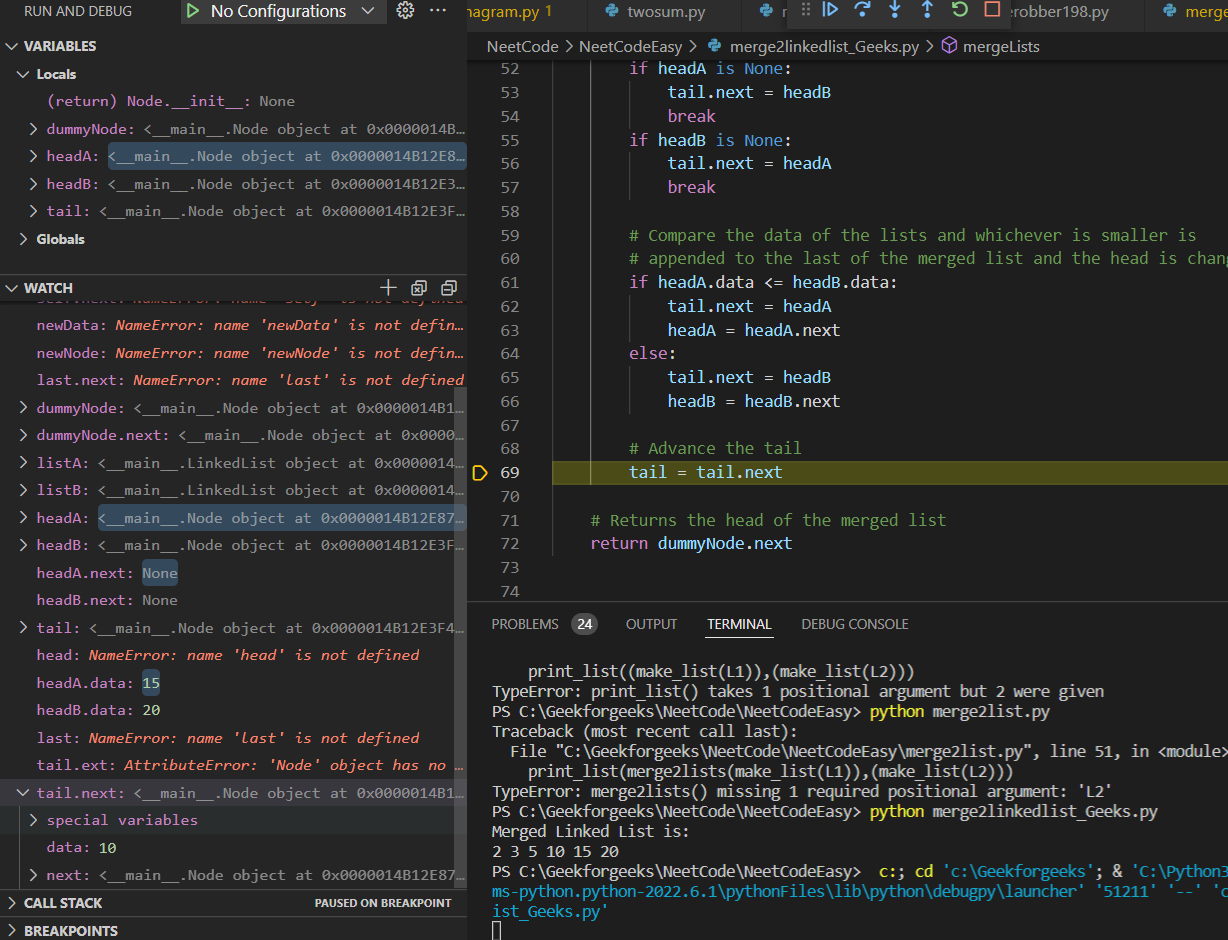 RUN AND DEBUG No Configurations
nagram.py 1 twosum.py erobber198.py merge
NeetCode > NeetCodeEasy > merge2linkedlist_Geeks.py > mergeLists
VARIABLES
Locals
(return) Node.__init__: None
dummyNode: <__main__.Node object at 0x0000014B…
headA: <__main__.Node object at 0x0000014B12E8…
headB: <__main__.Node object at 0x0000014B12E3…
tail: <__main__.Node object at 0x0000014B12E3F…
Globals
WATCH
newData: NameError: name 'newData' is not defin…
newNode: NameError: name 'newNode' is not defin…
last.next: NameError: name 'last' is not defined
dummyNode: <__main__.Node object at 0x0000014B1…
dummyNode.next: <__main__.Node object at 0x0000…
listA: <__main__.LinkedList object at 0x0000014…
listB: <__main__.LinkedList object at 0x0000014…
headA: <__main__.Node object at 0x0000014B12E87…
headB: <__main__.Node object at 0x0000014B12E3F…
headA.next: None
headB.next: None
tail: <__main__.Node object at 0x0000014B12E3F4…
head: NameError: name 'head' is not defined
headA.data: 15
headB.data: 20
last: NameError: name 'last' is not defined
tail.ext: AttributeError: 'Node' object has no …
tail.next: <__main__.Node object at 0x0000014B1…
special variables
data: 10
next: <__main__.Node object at 0x0000014B12E87…
CALL STACK PAUSED ON BREAKPOINT
BREAKPOINTS
52 if headA is None:
53 tail.next = headB
54 break
55 if headB is None:
56 tail.next = headA
57 break
58
59 # Compare the data of the lists and whichever is smaller is
60 # appended to the last of the merged list and the head is chan
61 if headA.data <= headB.data:
62 tail.next = headA
63 headA = headA.next
64 else:
65 tail.next = headB
66 headB = headB.next
67
68 # Advance the tail
69 tail = tail.next
70
71 # Returns the head of the merged list
72 return dummyNode.next
73
74
PROBLEMS 24 OUTPUT TERMINAL DEBUG CONSOLE
print_list((make_list(L1)),(make_list(L2)))
TypeError: print_list() takes 1 positional argument but 2 were given
PS C:\Geekforgeeks\NeetCode\NeetCodeEasy> python merge2list.py
Traceback (most recent call last):
File "C:\Geekforgeeks\NeetCode\NeetCodeEasy\merge2list.py", line 51, in <module>
print_list(merge2lists(make_list(L1)),(make_list(L2)))
TypeError: merge2lists() missing 1 required positional argument: 'L2'
PS C:\Geekforgeeks\NeetCode\NeetCodeEasy> python merge2linkedlist_Geeks.py
Merged Linked List is:
2 3 5 10 15 20
PS C:\Geekforgeeks\NeetCode\NeetCodeEasy> c:; cd 'c:\Geekforgeeks'; & 'C:\Python3
ms-python.python-2022.6.1\pythonFiles\lib\python\debugpy\launcher' '51211' '--' 'c
ist_Geeks.py'